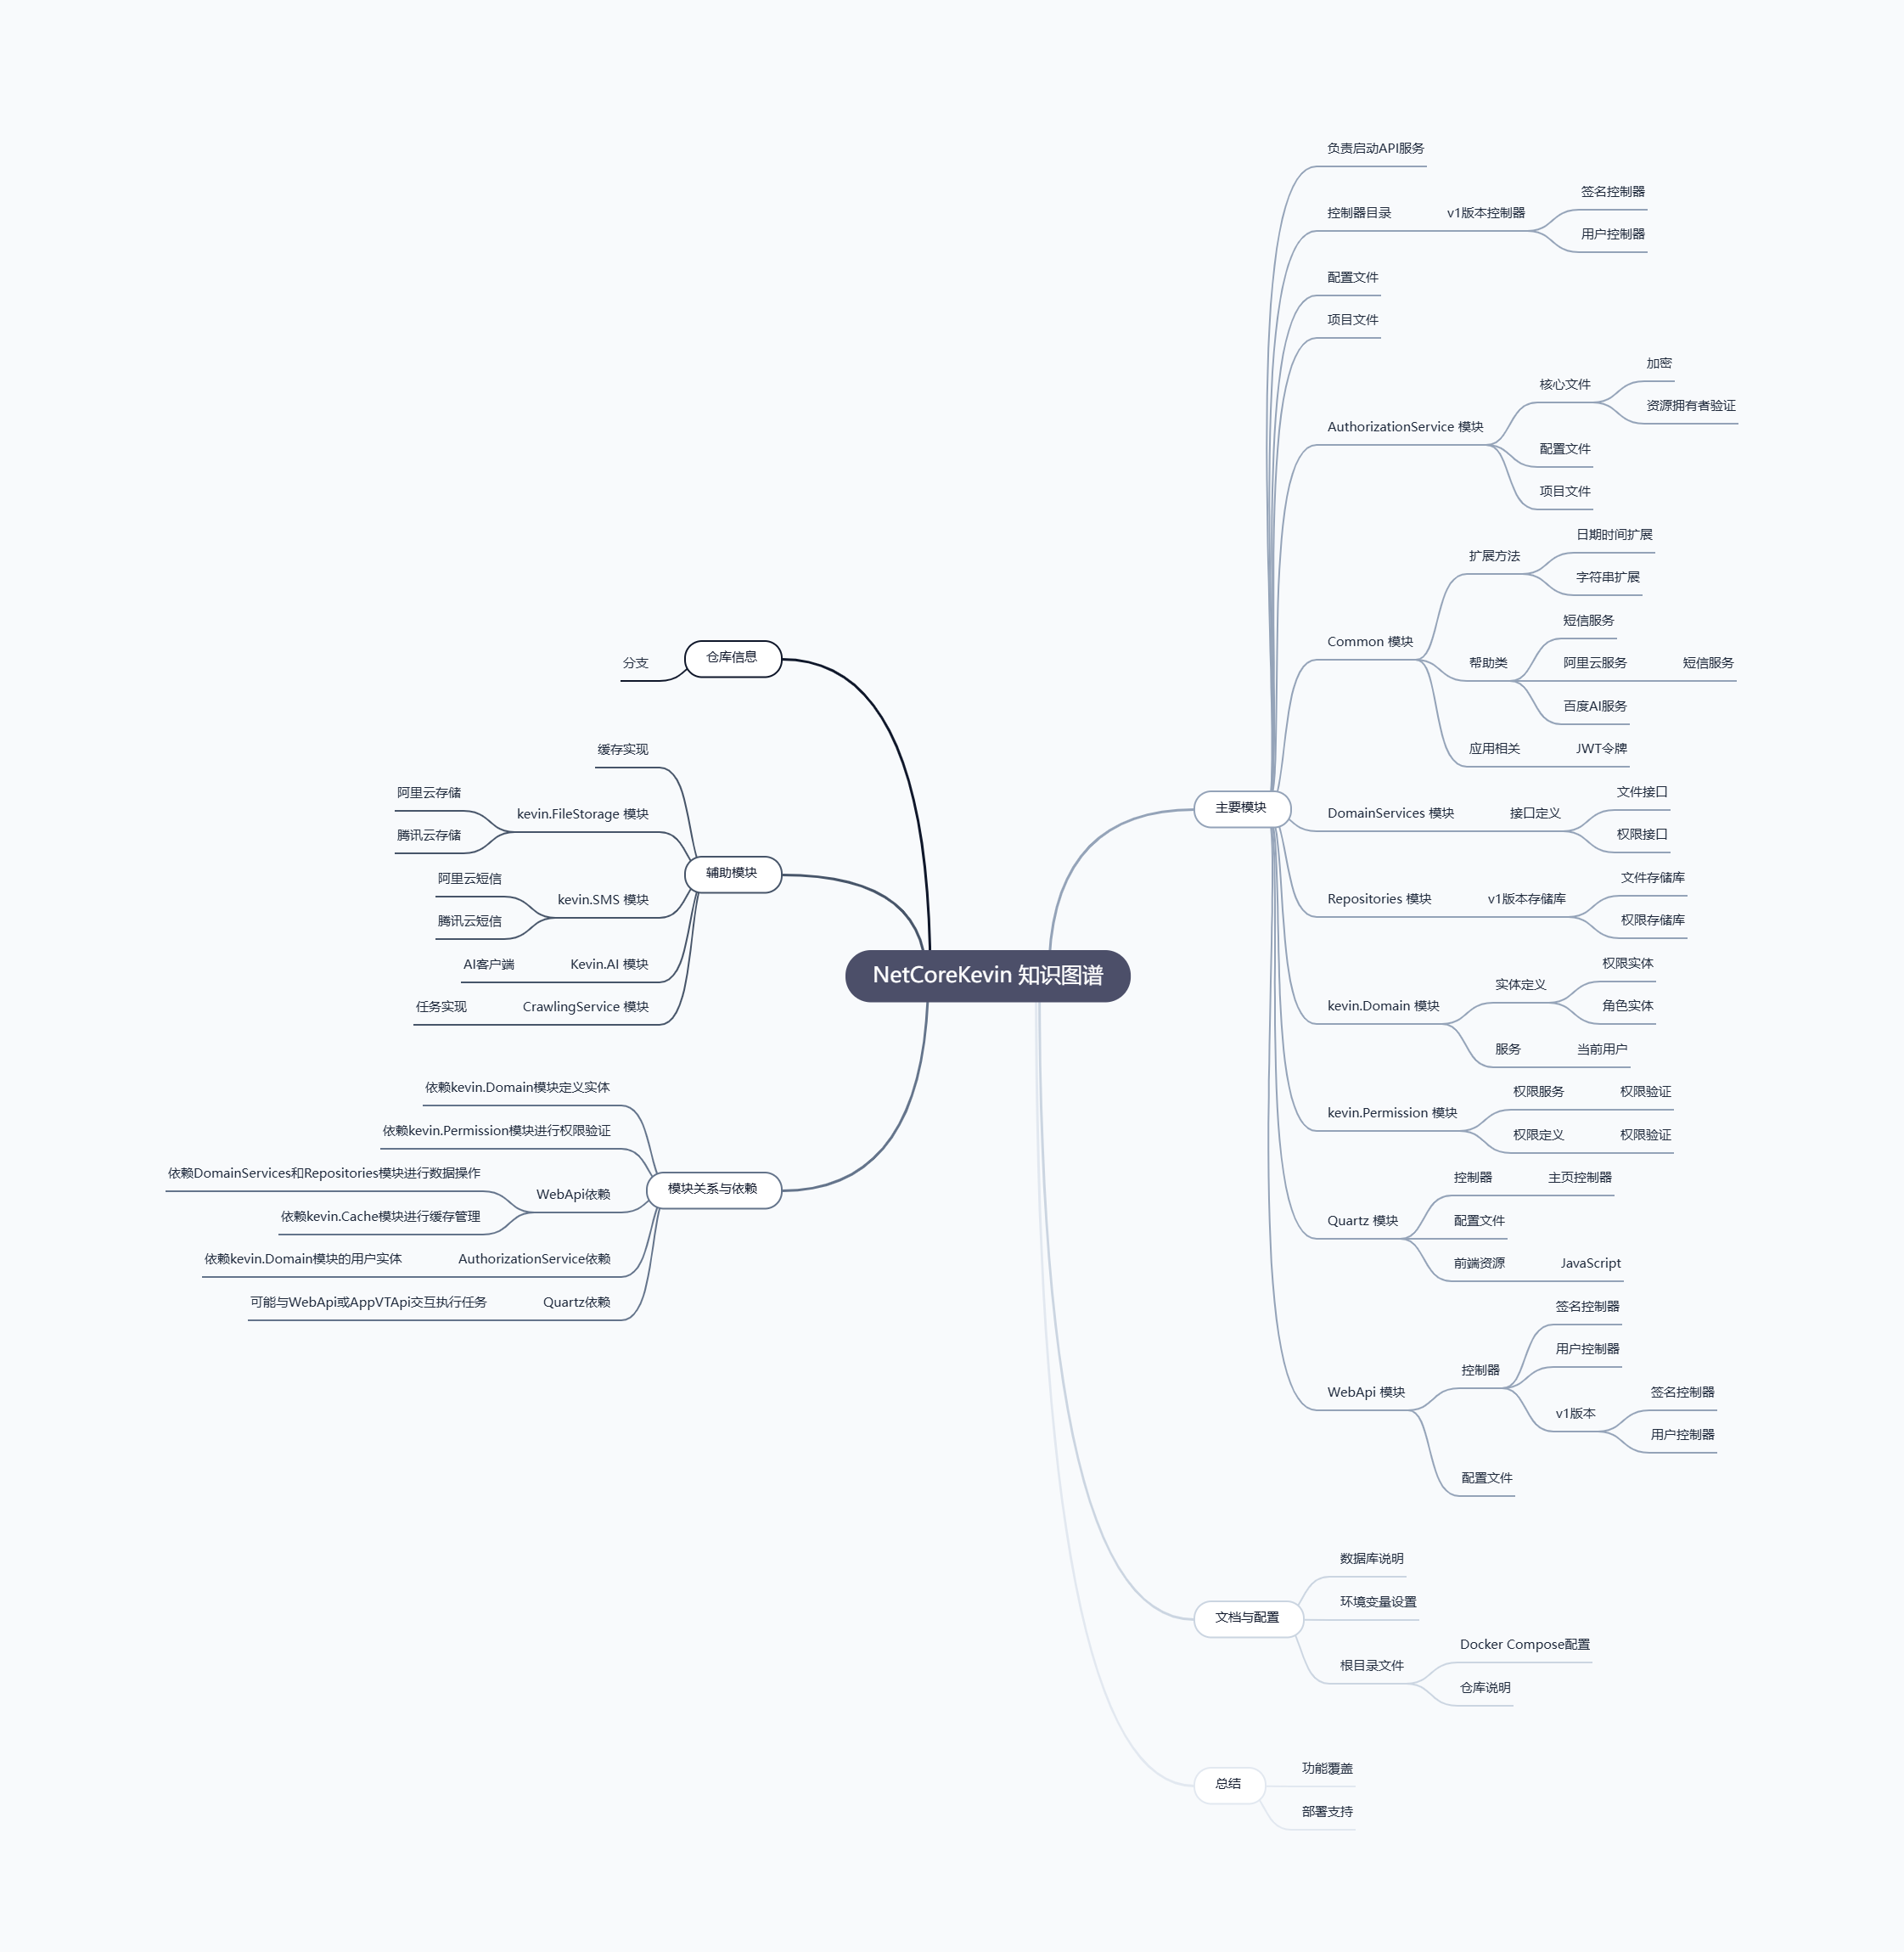 NetCoreKevin 知识图谱
仓库信息
分支
辅助模块
缓存实现
kevin.FileStorage 模块
阿里云存储
腾讯云存储
kevin.SMS 模块
阿里云短信
腾讯云短信
Kevin.AI 模块
AI客户端
CrawlingService 模块
任务实现
模块关系与依赖
依赖kevin.Domain模块定义实体
依赖kevin.Permission模块进行权限验证
WebApi依赖
依赖DomainServices和Repositories模块进行数据操作
依赖kevin.Cache模块进行缓存管理
AuthorizationService依赖
依赖kevin.Domain模块的用户实体
Quartz依赖
可能与WebApi或AppVTApi交互执行任务
主要模块
负责启动API服务
控制器目录
v1版本控制器
签名控制器
用户控制器
配置文件
项目文件
AuthorizationService 模块
核心文件
加密
资源拥有者验证
配置文件
项目文件
Common 模块
扩展方法
日期时间扩展
字符串扩展
帮助类
短信服务
阿里云服务
短信服务
百度AI服务
应用相关
JWT令牌
DomainServices 模块
接口定义
文件接口
权限接口
Repositories 模块
v1版本存储库
文件存储库
权限存储库
kevin.Domain 模块
实体定义
权限实体
角色实体
服务
当前用户
kevin.Permission 模块
权限服务
权限验证
权限定义
权限验证
Quartz 模块
控制器
主页控制器
配置文件
前端资源
JavaScript
WebApi 模块
控制器
签名控制器
用户控制器
v1版本
签名控制器
用户控制器
配置文件
文档与配置
数据库说明
环境变量设置
根目录文件
Docker Compose配置
仓库说明
总结
功能覆盖
部署支持